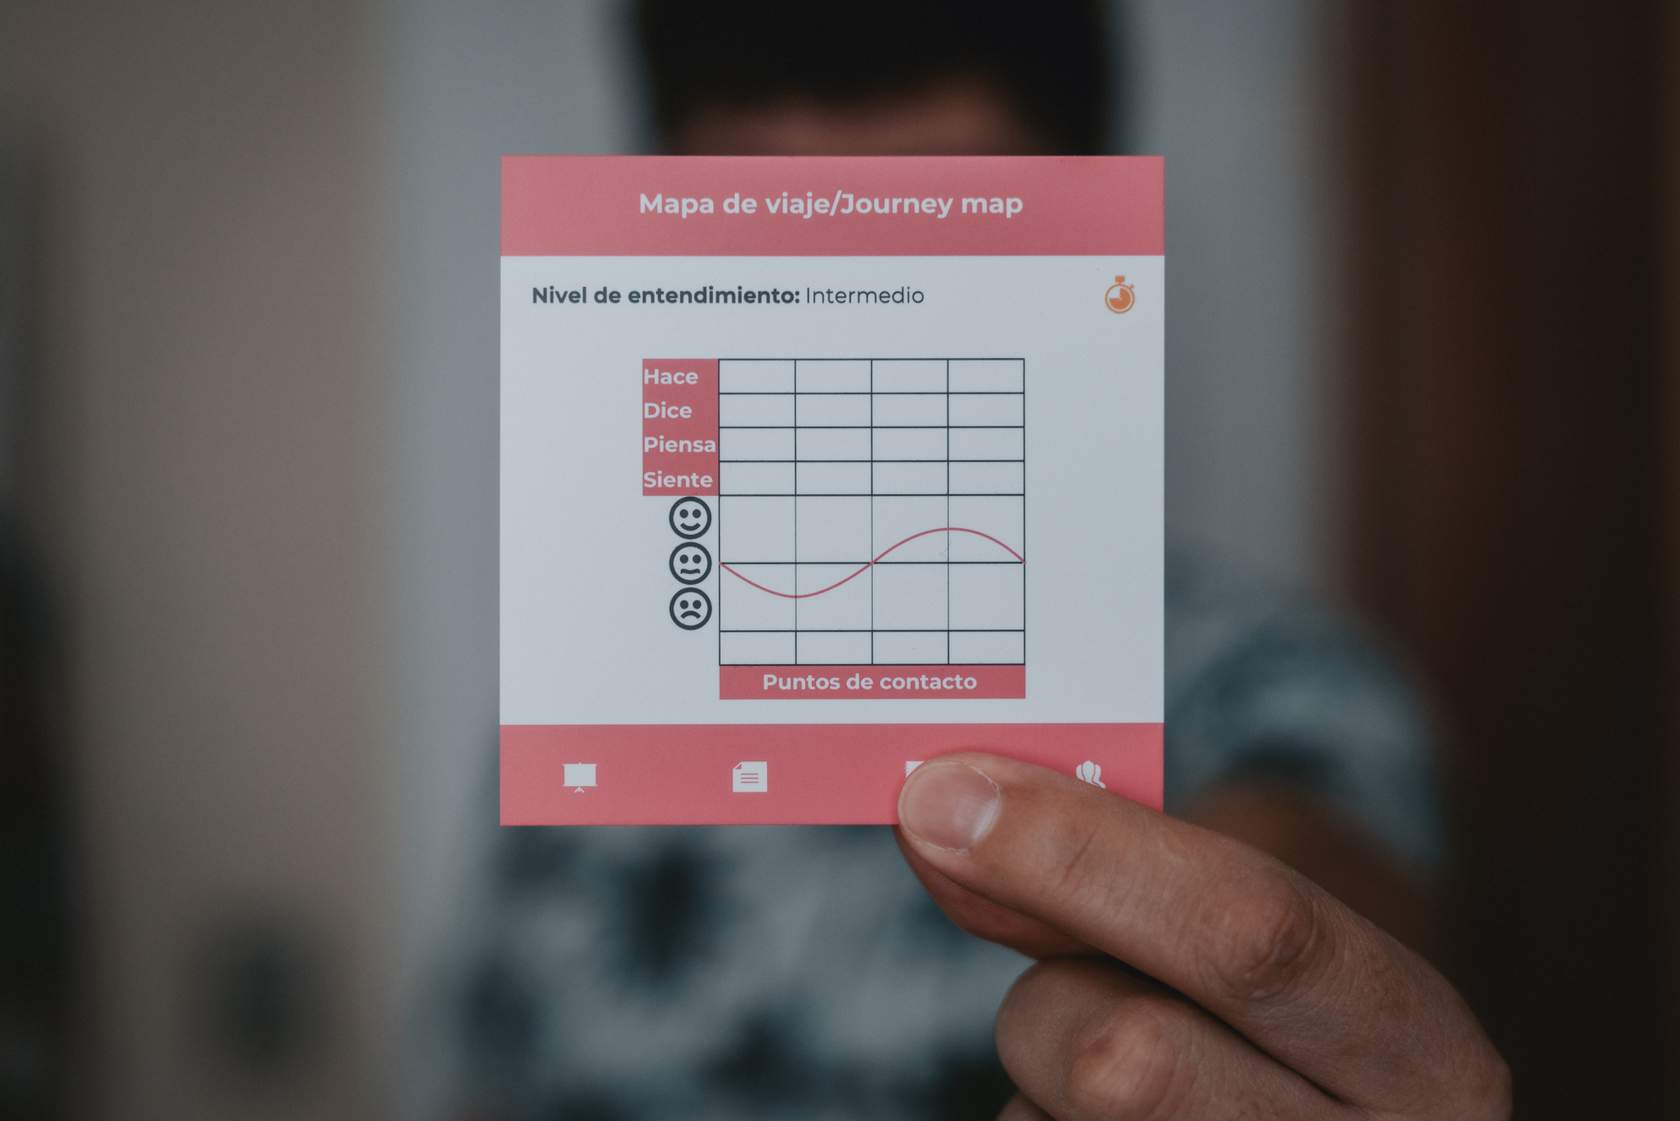 Mapa de viaje/Journey map
Nivel de entendimiento: Intermedio
Hace
Dice
Piensa
Siente
Puntos de contacto